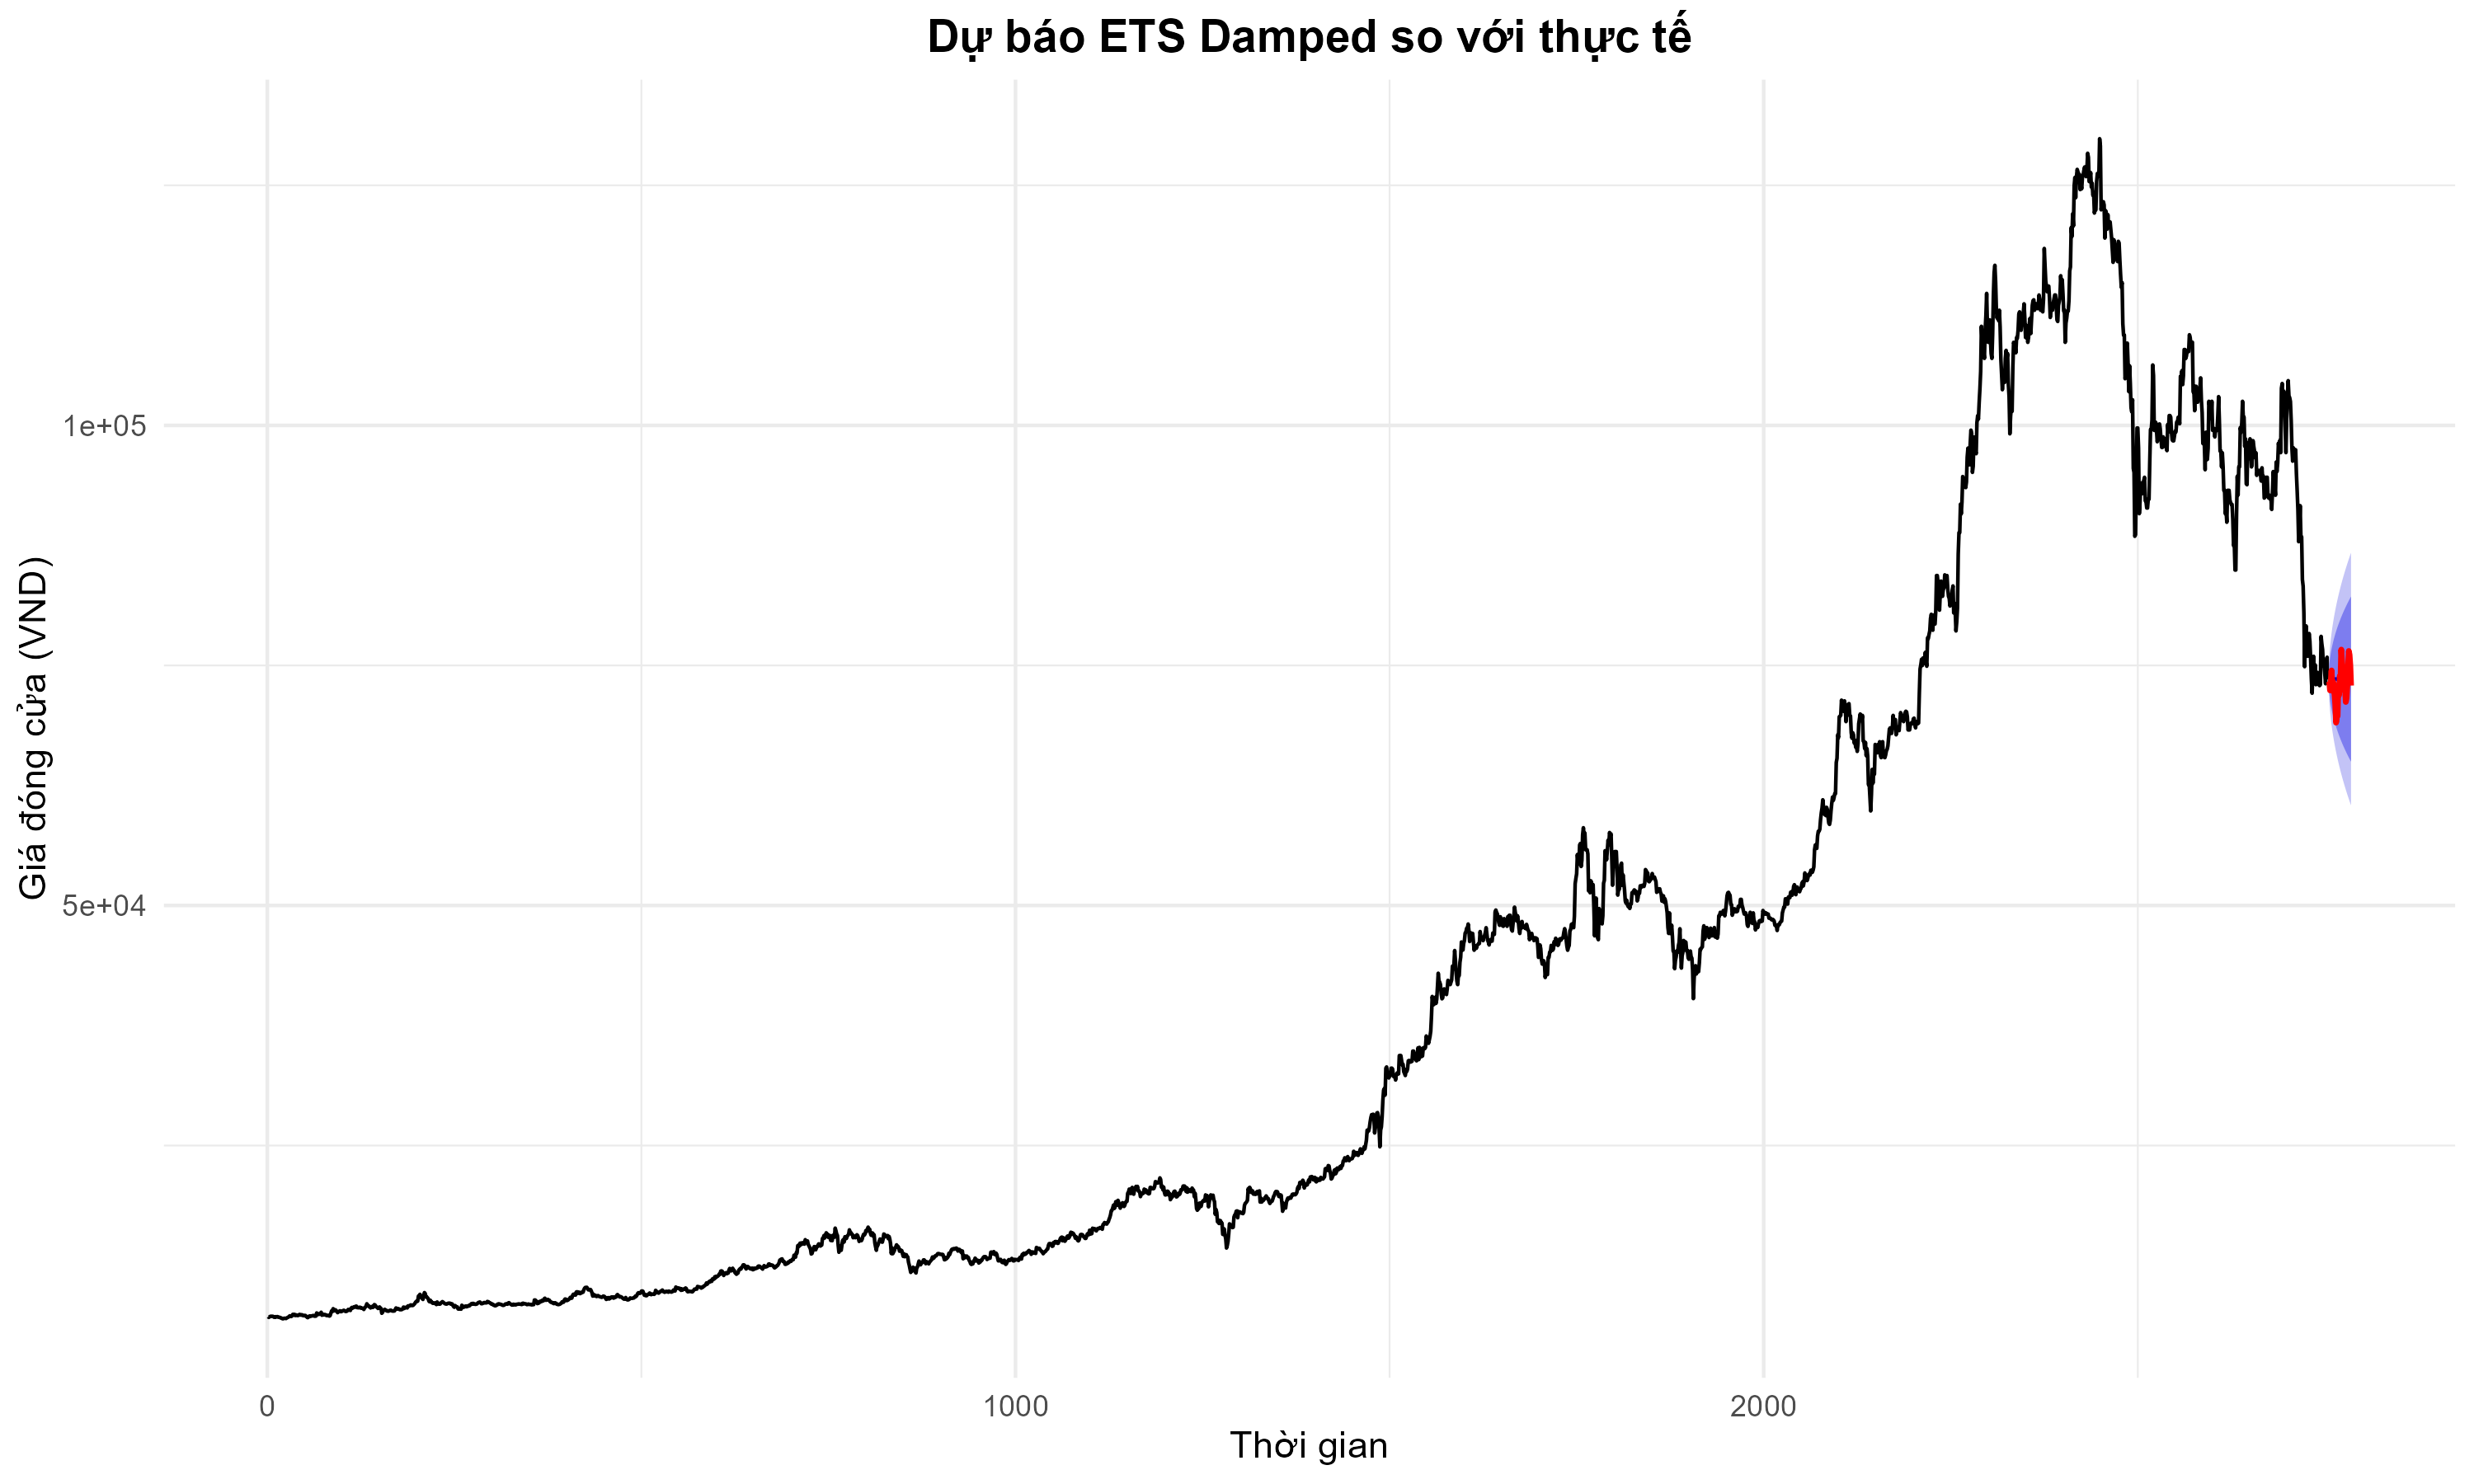 Dự báo ETS Damped so với thực tế
Giá đóng cửa (VND)
1e+05
5e+04
0
1000
2000
Thời gian